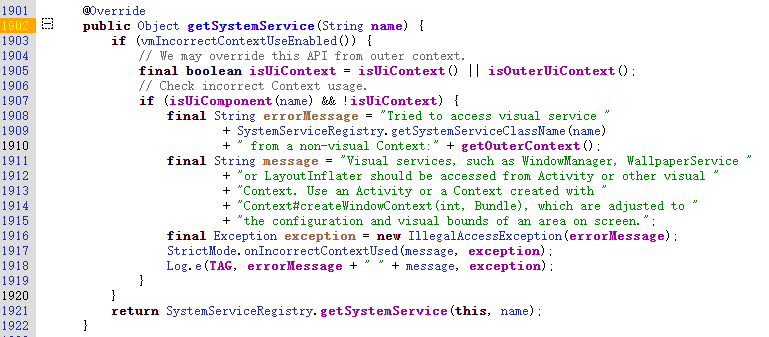 1901 @Override
1902 public Object getSystemService(String name) {
1903 if (vmIncorrectContextUseEnabled()) {
1904 // We may override this API from outer context.
1905 final boolean isUiContext = isUiContext() || isOuterUiContext();
1906 // Check incorrect Context usage.
1907 if (isUiComponent(name) && !isUiContext) {
1908 final String errorMessage = "Tried to access visual service "
1909 + SystemServiceRegistry.getSystemServiceClassName(name)
1910 + " from a non-visual Context:" + getOuterContext();
1911 final String message = "Visual services, such as WindowManager, WallpaperService "
1912 + "or LayoutInflater should be accessed from Activity or other visual "
1913 + "Context. Use an Activity or a Context created with "
1914 + "Context#createWindowContext(int, Bundle), which are adjusted to "
1915 + "the configuration and visual bounds of an area on screen.";
1916 final Exception exception = new IllegalAccessException(errorMessage);
1917 StrictMode.onIncorrectContextUsed(message, exception);
1918 Log.e(TAG, errorMessage + " " + message, exception);
1919 }
1920 }
1921 return SystemServiceRegistry.getSystemService(this, name);
1922 }